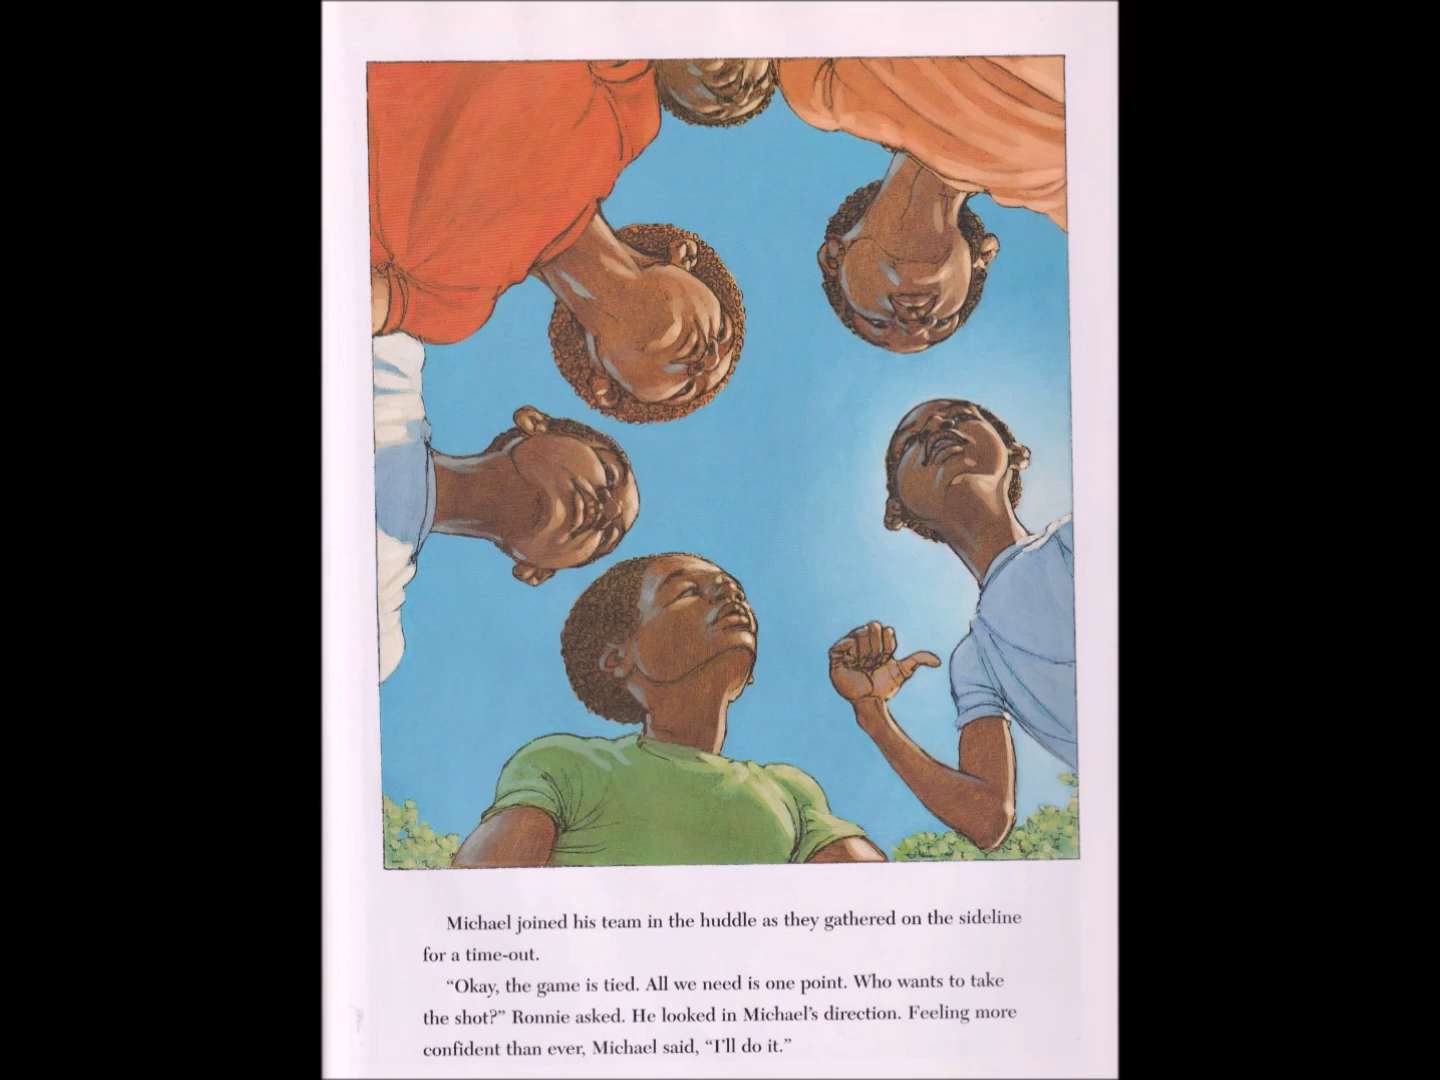 Michael joined his team in the huddle as they gathered on the sideline
for a time-out.
“Okay, the game is tied. All we need is one point. Who wants to take
the shot?” Ronnie asked. He looked in Michael’s direction. Feeling more
confident than ever, Michael said, “I’ll do it.”